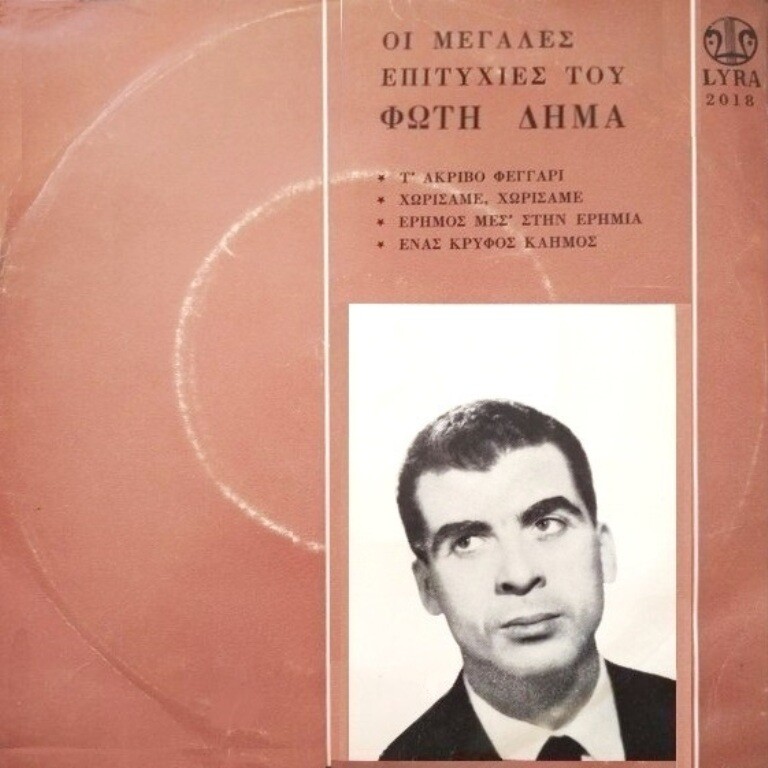 ΟΙ ΜΕΓΑΛΕΣ
ΕΠΙΤΥΧΙΕΣ ΤΟΥ
ΦΩΤΗ ΔΗΜΑ
★ Τ' ΑΚΡΙΒΟ ΦΕΓΓΑΡΙ
★ ΧΩΡΙΣΑΜΕ, ΧΩΡΙΣΑΜΕ
★ ΕΡΗΜΟΣ ΜΕΣ' ΣΤΗΝ ΕΡΗΜΙΑ
★ ΕΝΑΣ ΚΡΥΦΟΣ ΚΑΗΜΟΣ
LYRA
2018